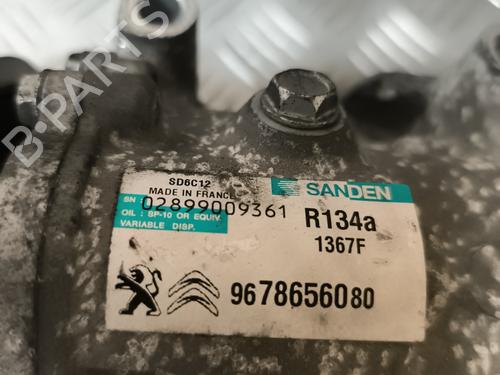 B-PARTS
SD6C12
MADE IN FRANCE
SANDEN
SN 02899009361
OIL: SP-10 OR EQUIV.
VARIABLE DISP.
R134a
1367F
9678656080